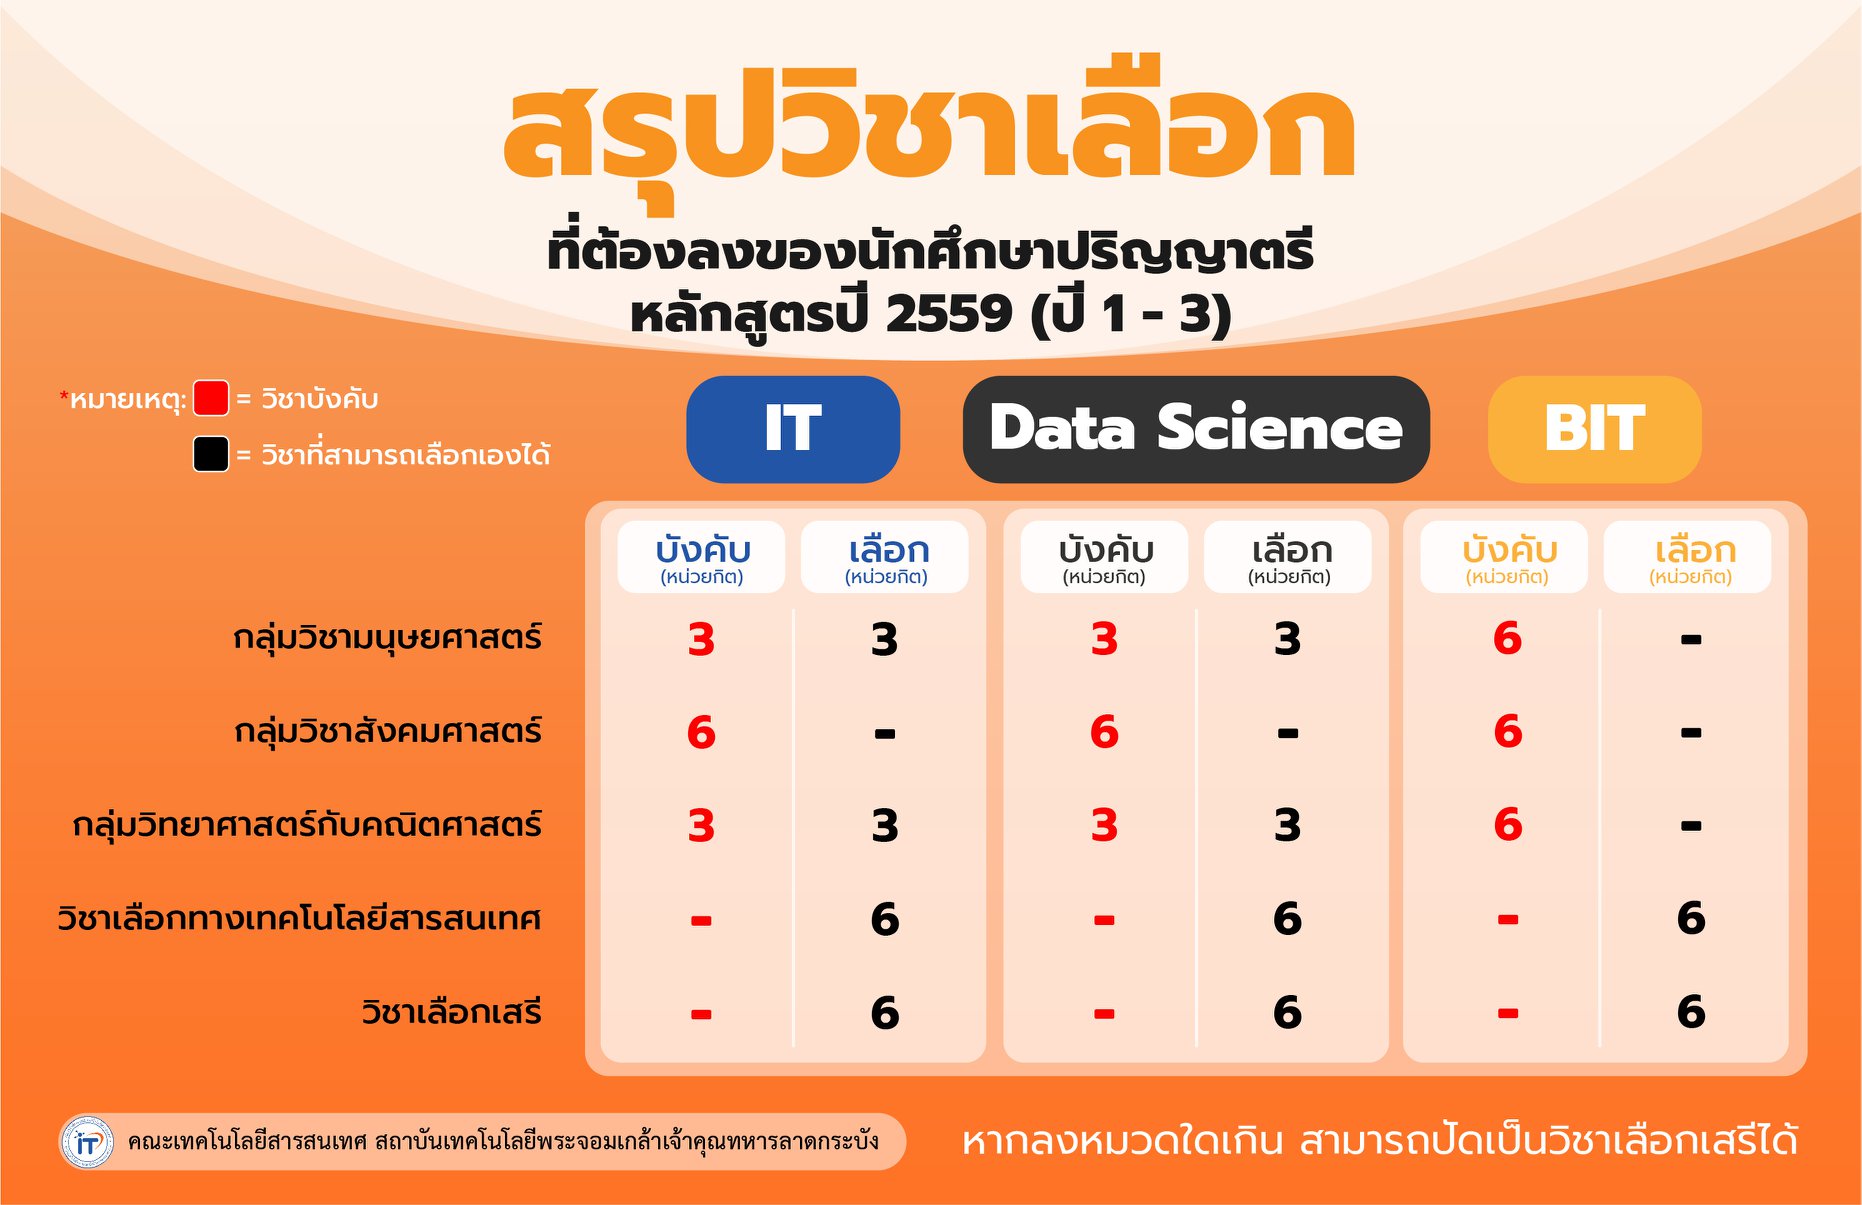 สรุปวิชาเลือก
ที่ต้องลงของนักศึกษาปริญญาตรี
หลักสูตรปี 2559 (ปี 1 - 3)
*หมายเหตุ: = วิชาบังคับ
= วิชาที่สามารถเลือกเองได้
IT Data Science BIT
บังคับ เลือก บังคับ เลือก บังคับ เลือก
(หน่วยกิต) (หน่วยกิต) (หน่วยกิต) (หน่วยกิต) (หน่วยกิต) (หน่วยกิต)
กลุ่มวิชามนุษยศาสตร์ 3 3 3 3 6 -
กลุ่มวิชาสังคมศาสตร์ 6 - 6 - 6 -
กลุ่มวิทยาศาสตร์กับคณิตศาสตร์ 3 3 3 3 6 -
วิชาเลือกทางเทคโนโลยีสารสนเทศ - 6 - 6 - 6
วิชาเลือกเสรี - 6 - 6 - 6
iT คณะเทคโนโลยีสารสนเทศ สถาบันเทคโนโลยีพระจอมเกล้าเจ้าคุณทหารลาดกระบัง
หากลงหมวดใดเกิน สามารถปัดเป็นวิชาเลือกเสรีได้